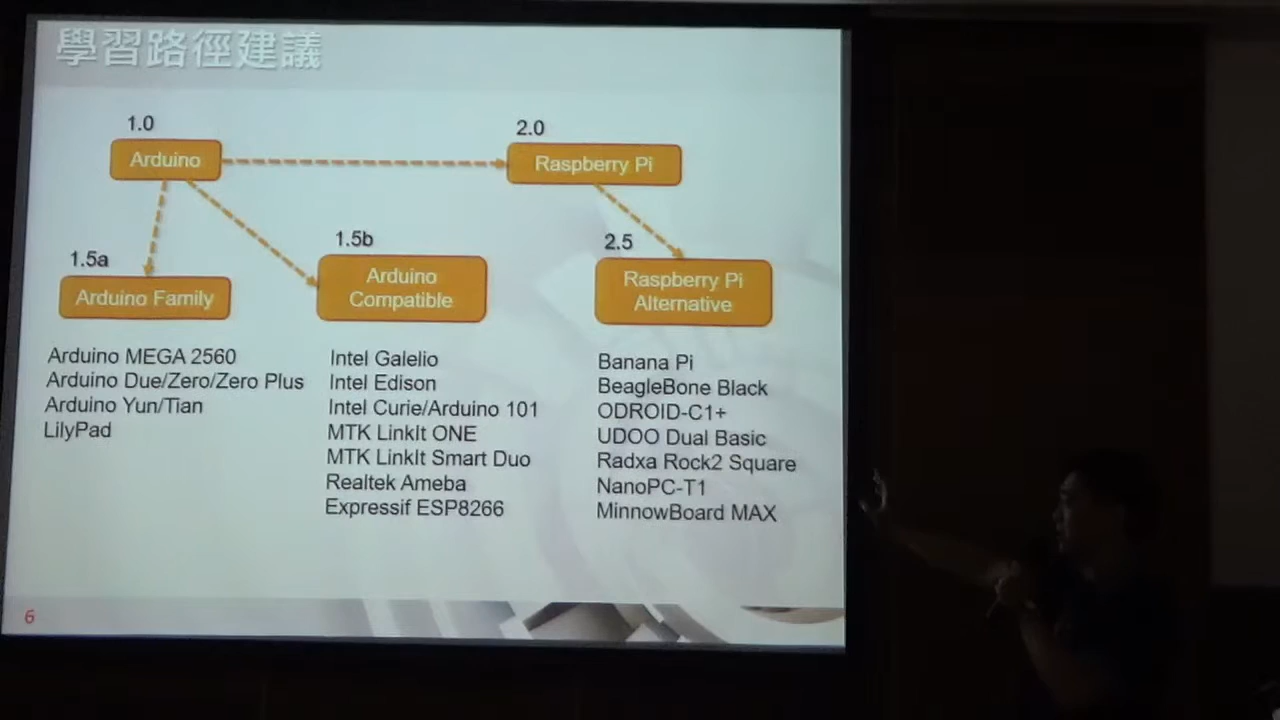 學習路徑建議
1.0
Arduino
2.0
Raspberry Pi
1.5a
Arduino Family
1.5b
Arduino
Compatible
2.5
Raspberry Pi
Alternative
Arduino MEGA 2560
Arduino Due/Zero/Zero Plus
Arduino Yun/Tian
LilyPad
Intel Galelio
Intel Edison
Intel Curie/Arduino 101
MTK LinkIt ONE
MTK LinkIt Smart Duo
Realtek Ameba
Expressif ESP8266
Banana Pi
BeagleBone Black
ODROID-C1+
UDOO Dual Basic
Radxa Rock2 Square
NanoPC-T1
MinnowBoard MAX
6